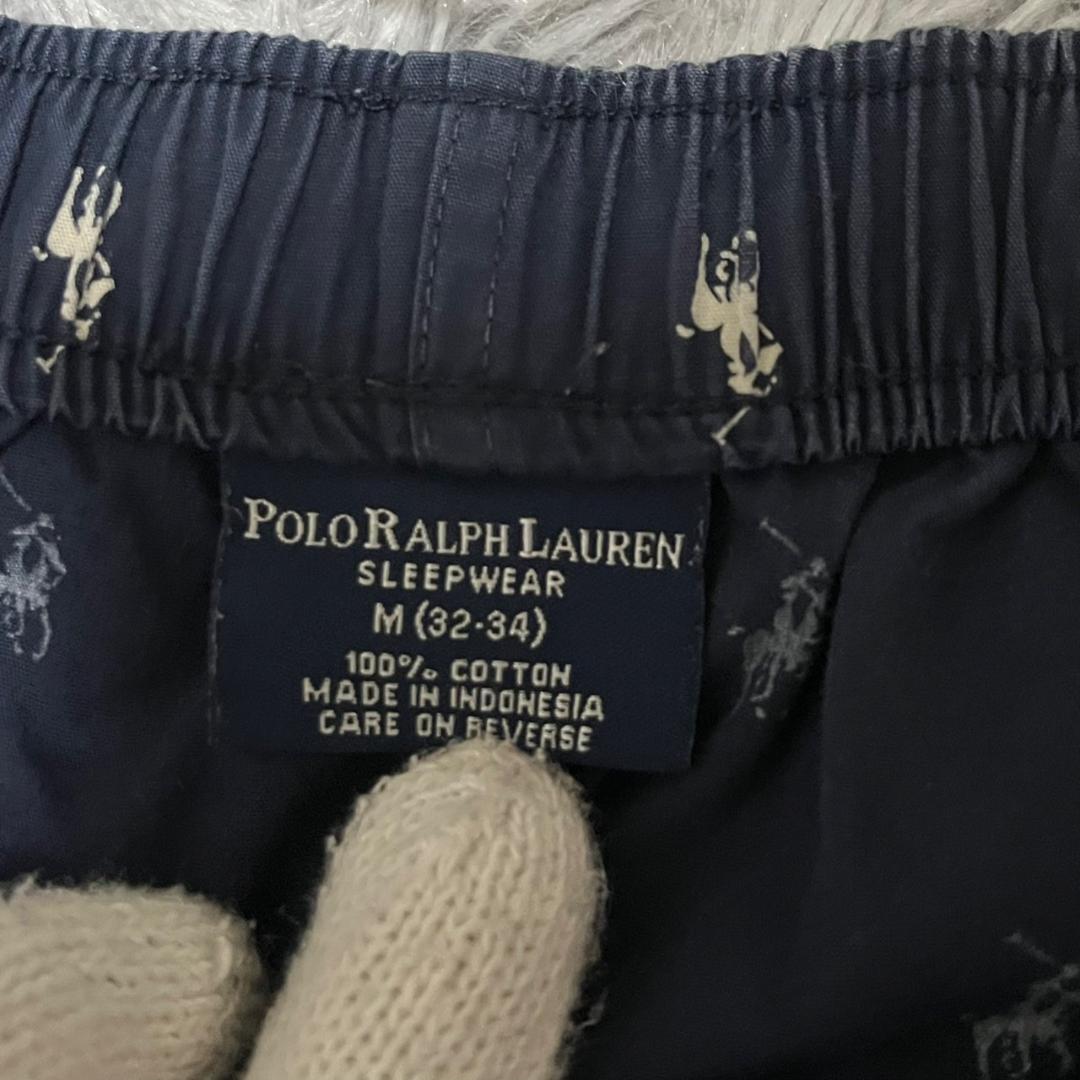 POLO RALPH LAUREN
SLEEPWEAR
M (32-34)
100% COTTON
MADE IN INDONESIA
CARE ON REVERSE